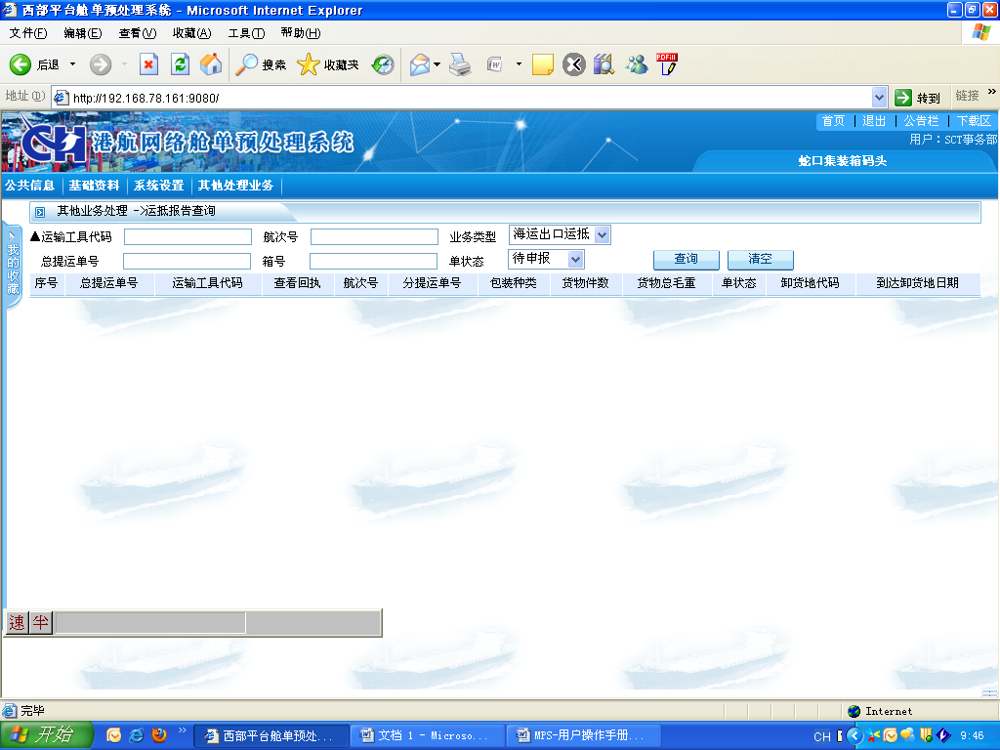 西部平台舱单预处理系统 - Microsoft Internet Explorer
文件(F) 编辑(E) 查看(V) 收藏(A) 工具(T) 帮助(H)
后退 搜索 收藏夹 W PDFill
地址(D) http://192.168.78.161:9080/ 转到 链接 »
首页 | 退出 | 公告栏 | 下载区
CH 港航网络舱单预处理系统
用户：SCT事务部
蛇口集装箱码头
公共信息 | 基础资料 | 系统设置 | 其他处理业务 |
其他业务处理 ->运抵报告查询
我的收藏
▲运输工具代码 航次号 业务类型 海运出口运抵
总提运单号 箱号 单状态 待申报 查询 清空
序号 总提运单号 运输工具代码 查看回执 航次号 分提运单号 包装种类 货物件数 货物总毛重 单状态 卸货地代码 到达卸货地日期
速 半
完毕 Internet
开始 » 西部平台舱单预处... 文档 1 - Microso... MPS-用户操作手册... CH 9:46